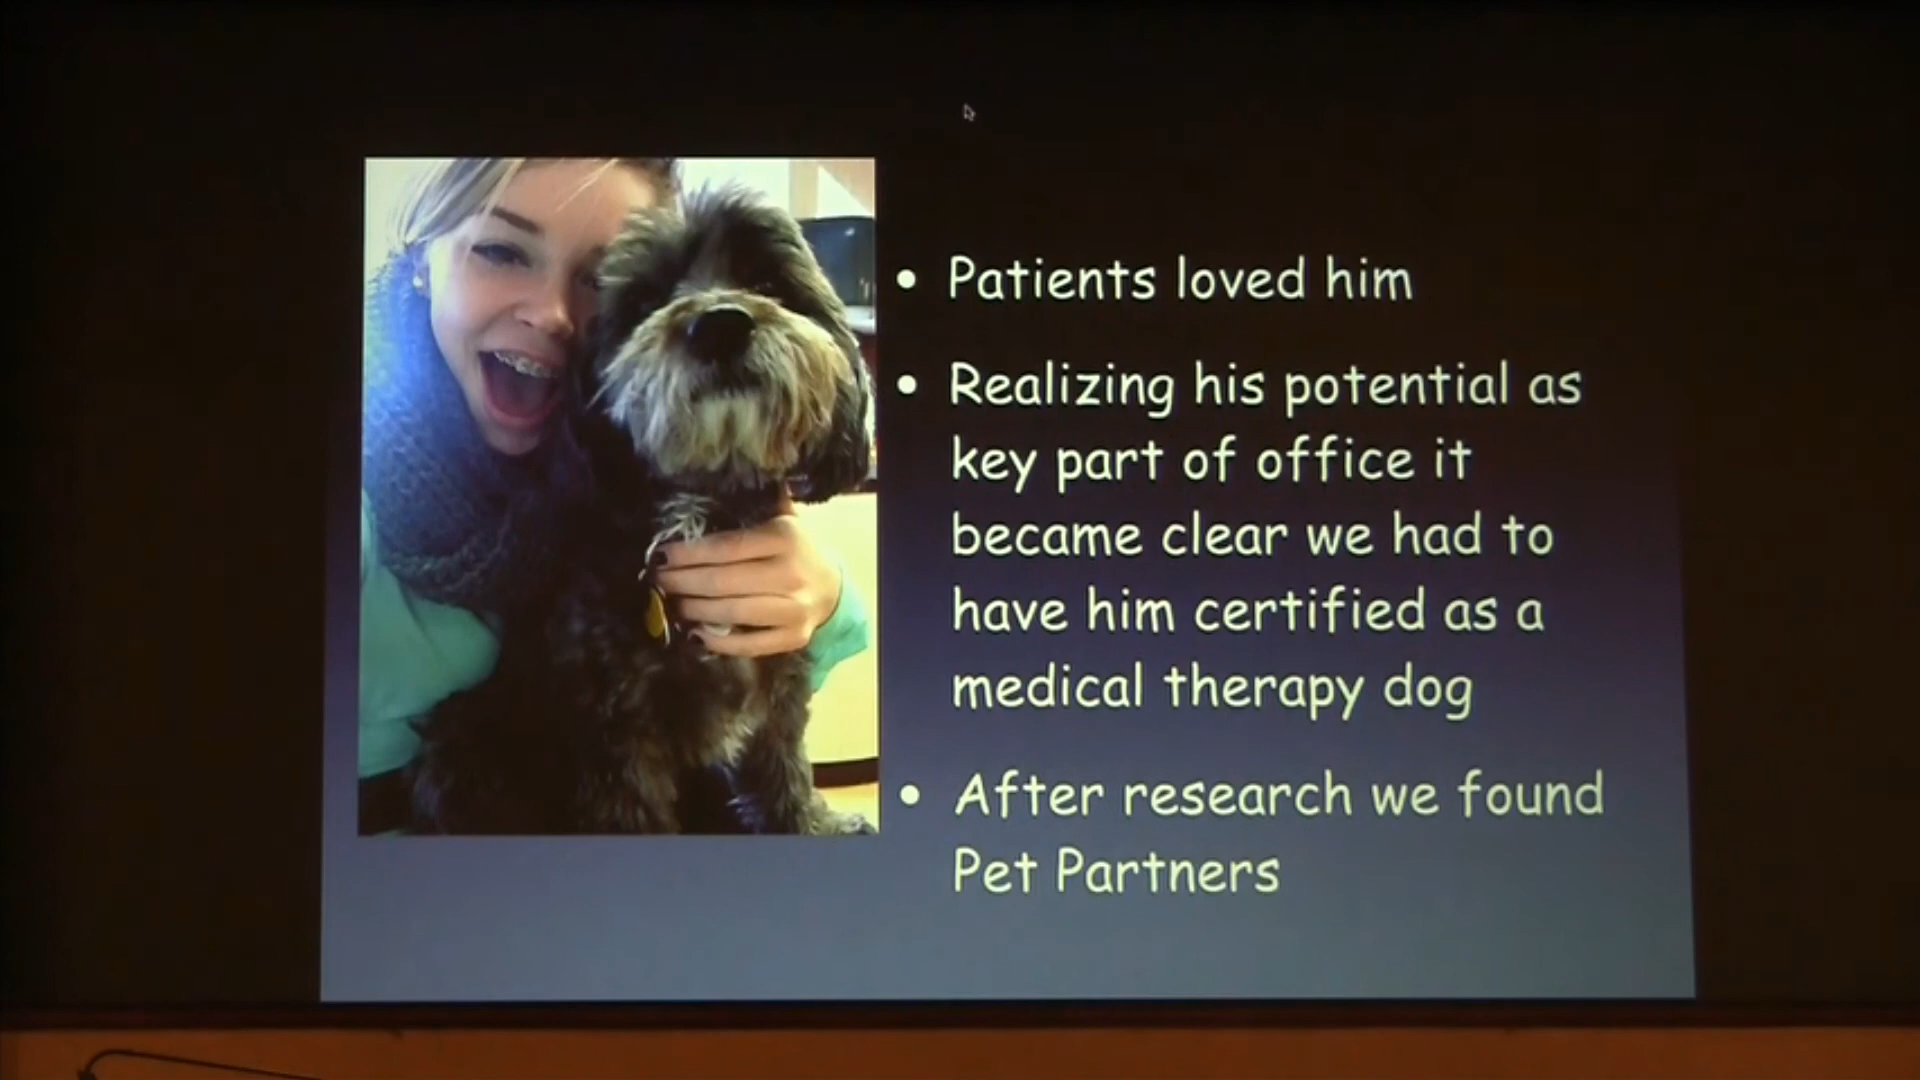 • Patients loved him
• Realizing his potential as
key part of office it
became clear we had to
have him certified as a
medical therapy dog
• After research we found
Pet Partners